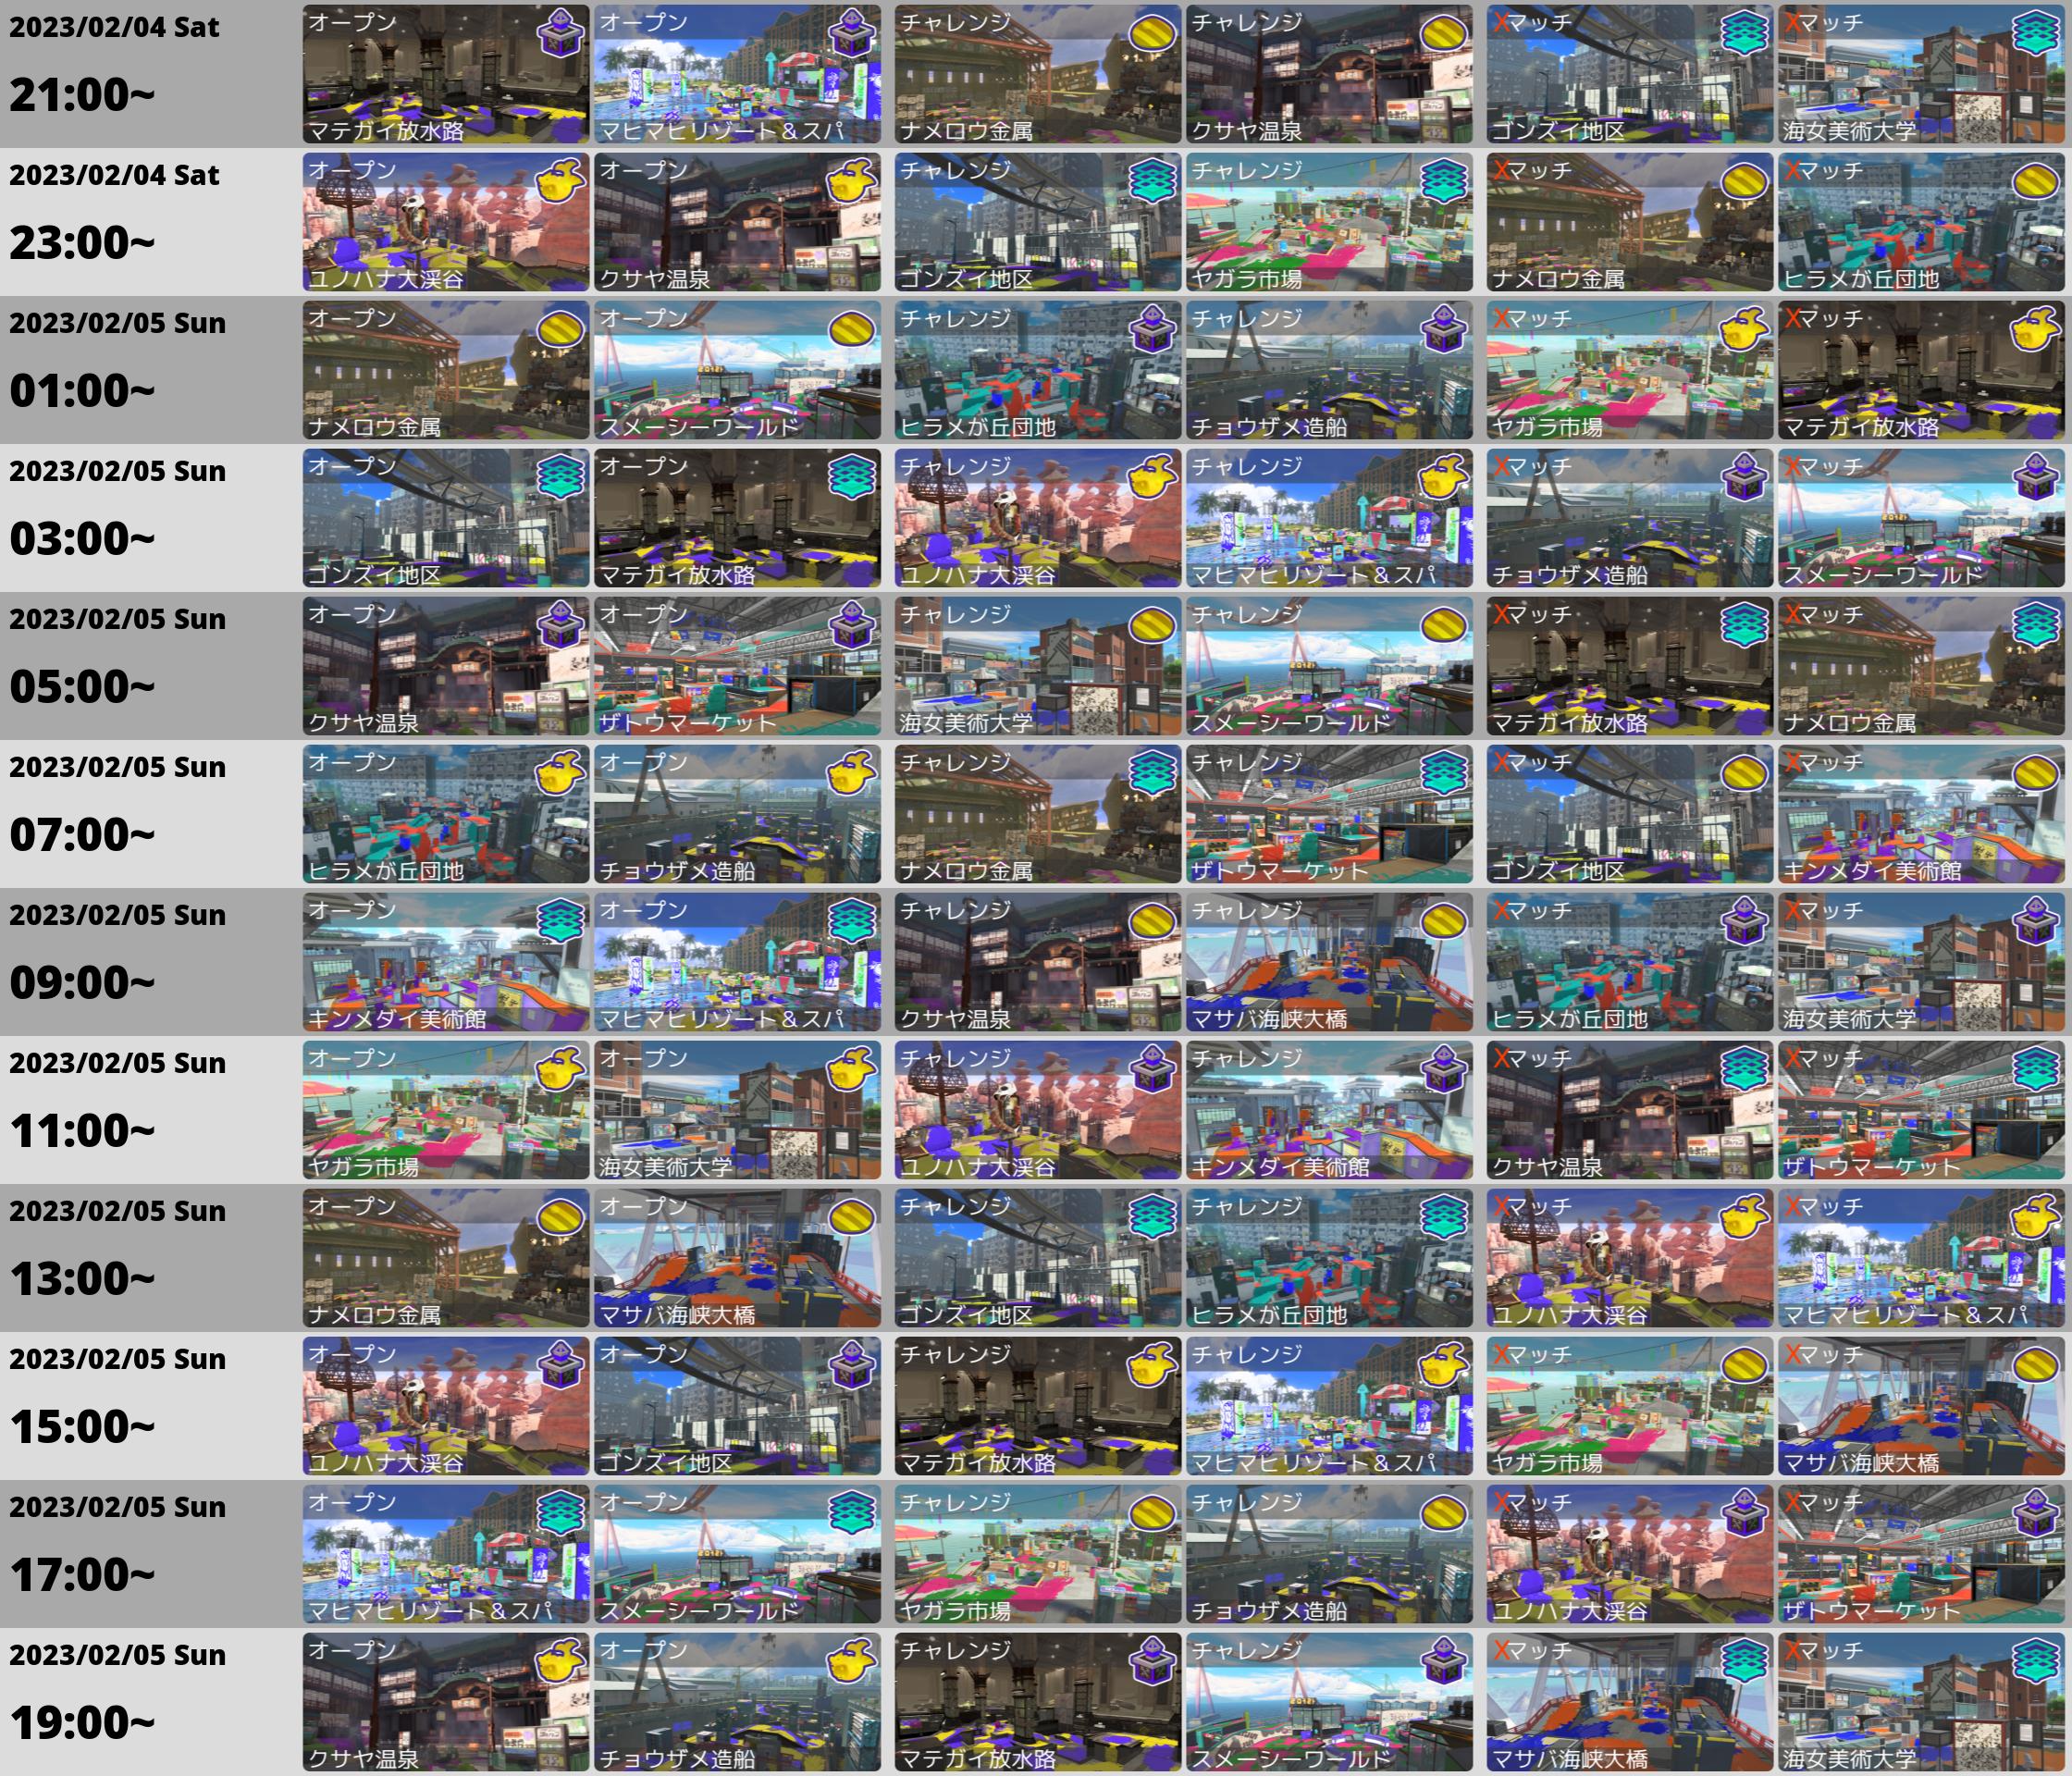 2023/02/04 Sat
21:00~
オープン
マテガイ放水路
オープン
マヒマヒリゾート＆スパ
チャレンジ
ナメロウ金属
チャレンジ
クサヤ温泉
Xマッチ
ゴンズイ地区
Xマッチ
海女美術大学
2023/02/04 Sat
23:00~
オープン
ユノハナ大渓谷
オープン
クサヤ温泉
チャレンジ
ゴンズイ地区
チャレンジ
ヤガラ市場
Xマッチ
ナメロウ金属
Xマッチ
ヒラメが丘団地
2023/02/05 Sun
01:00~
オープン
ナメロウ金属
オープン
スメーシーワールド
チャレンジ
ヒラメが丘団地
チャレンジ
チョウザメ造船
Xマッチ
ヤガラ市場
Xマッチ
マテガイ放水路
2023/02/05 Sun
03:00~
オープン
ゴンズイ地区
オープン
マテガイ放水路
チャレンジ
ユノハナ大渓谷
チャレンジ
マヒマヒリゾート＆スパ
Xマッチ
チョウザメ造船
Xマッチ
スメーシーワールド
2023/02/05 Sun
05:00~
オープン
クサヤ温泉
オープン
ザトウマーケット
チャレンジ
海女美術大学
チャレンジ
スメーシーワールド
Xマッチ
マテガイ放水路
Xマッチ
ナメロウ金属
2023/02/05 Sun
07:00~
オープン
ヒラメが丘団地
オープン
チョウザメ造船
チャレンジ
ナメロウ金属
チャレンジ
ザトウマーケット
Xマッチ
ゴンズイ地区
Xマッチ
キンメダイ美術館
2023/02/05 Sun
09:00~
オープン
キンメダイ美術館
オープン
マヒマヒリゾート＆スパ
チャレンジ
クサヤ温泉
チャレンジ
マサバ海峡大橋
Xマッチ
ヒラメが丘団地
Xマッチ
海女美術大学
2023/02/05 Sun
11:00~
オープン
ヤガラ市場
オープン
海女美術大学
チャレンジ
ユノハナ大渓谷
チャレンジ
キンメダイ美術館
Xマッチ
クサヤ温泉
Xマッチ
ザトウマーケット
2023/02/05 Sun
13:00~
オープン
ナメロウ金属
オープン
マサバ海峡大橋
チャレンジ
ゴンズイ地区
チャレンジ
ヒラメが丘団地
Xマッチ
ユノハナ大渓谷
Xマッチ
マヒマヒリゾート＆スパ
2023/02/05 Sun
15:00~
オープン
ユノハナ大渓谷
オープン
ゴンズイ地区
チャレンジ
マテガイ放水路
チャレンジ
マヒマヒリゾート＆スパ
Xマッチ
ヤガラ市場
Xマッチ
マサバ海峡大橋
2023/02/05 Sun
17:00~
オープン
マヒマヒリゾート＆スパ
オープン
スメーシーワールド
チャレンジ
ヤガラ市場
チャレンジ
チョウザメ造船
Xマッチ
ユノハナ大渓谷
Xマッチ
ザトウマーケット
2023/02/05 Sun
19:00~
オープン
クサヤ温泉
オープン
チョウザメ造船
チャレンジ
マテガイ放水路
チャレンジ
スメーシーワールド
Xマッチ
マサバ海峡大橋
Xマッチ
海女美術大学